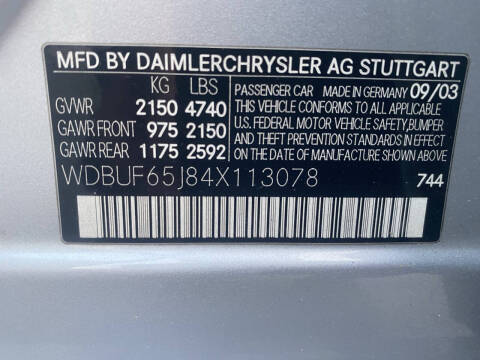 MFD BY DAIMLERCHRYSLER AG STUTTGART
KG LBS
GVWR 2150 4740
GAWR FRONT 975 2150
GAWR REAR 1175 2592
PASSENGER CAR MADE IN GERMANY 09/03
THIS VEHICLE CONFORMS TO ALL APPLICABLE
U.S. FEDERAL MOTOR VEHICLE SAFETY, BUMPER
AND THEFT PREVENTION STANDARDS IN EFFECT
ON THE DATE OF MANUFACTURE SHOWN ABOVE.
WDBUF65J84X113078 744